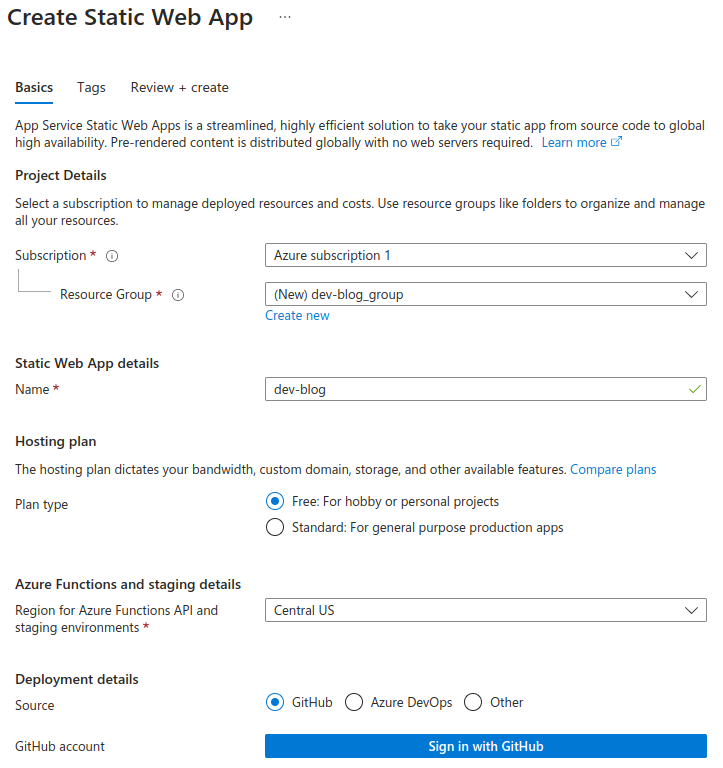 Create Static Web App ...
Basics Tags Review + create
App Service Static Web Apps is a streamlined, highly efficient solution to take your static app from source code to global
high availability. Pre-rendered content is distributed globally with no web servers required. Learn more
Project Details
Select a subscription to manage deployed resources and costs. Use resource groups like folders to organize and manage
all your resources.
Subscription * Azure subscription 1
Resource Group * (New) dev-blog_group
Create new
Static Web App details
Name * dev-blog
Hosting plan
The hosting plan dictates your bandwidth, custom domain, storage, and other available features. Compare plans
Plan type Free: For hobby or personal projects
Standard: For general purpose production apps
Azure Functions and staging details
Region for Azure Functions API and Central US
staging environments *
Deployment details
Source GitHub Azure DevOps Other
GitHub account Sign in with GitHub